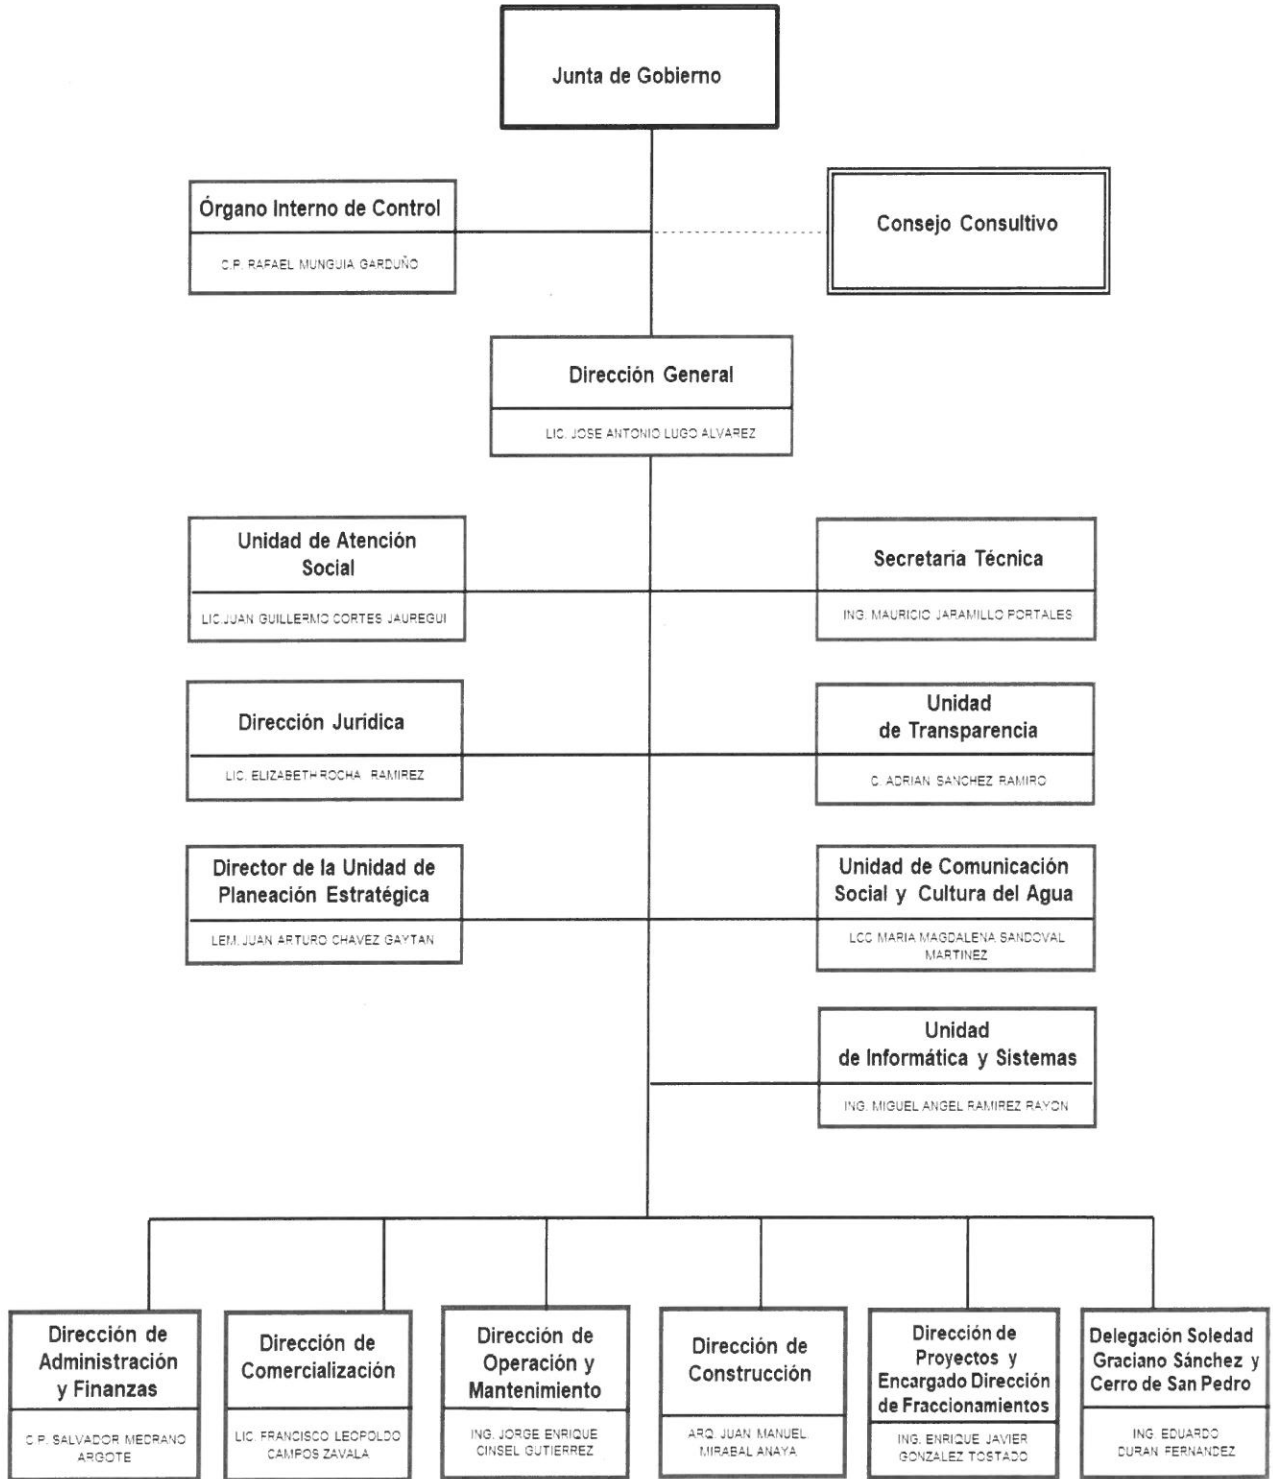 Junta de Gobierno
Órgano Interno de Control
C.P. RAFAEL MUNGUIA GARDUÑO
Consejo Consultivo
Dirección General
LIC. JOSE ANTONIO LUGO ALVAREZ
Unidad de Atención
Social
LIC.JUAN GUILLERMO CORTES JAUREGUI
Secretaría Técnica
ING. MAURICIO JARAMILLO PORTALES
Dirección Jurídica
LIC. ELIZABETH ROCHA RAMIREZ
Unidad
de Transparencia
C. ADRIAN SANCHEZ RAMIRO
Director de la Unidad de
Planeación Estratégica
LEM. JUAN ARTURO CHAVEZ GAYTAN
Unidad de Comunicación
Social y Cultura del Agua
LCC MARIA MAGDALENA SANDOVAL
MARTINEZ
Unidad
de Informática y Sistemas
ING. MIGUEL ANGEL RAMIREZ RAYON
Dirección de
Administración
y Finanzas
C.P. SALVADOR MEDRANO
ARGOTE
Dirección de
Comercialización
LIC. FRANCISCO LEOPOLDO
CAMPOS ZAVALA
Dirección de
Operación y
Mantenimiento
ING. JORGE ENRIQUE
CINSEL GUTIERREZ
Dirección de
Construcción
ARQ. JUAN MANUEL
MIRABAL ANAYA
Dirección de
Proyectos y
Encargado Dirección
de Fraccionamientos
ING. ENRIQUE JAVIER
GONZALEZ TOSTADO
Delegación Soledad
Graciano Sánchez y
Cerro de San Pedro
ING. EDUARDO
DURAN FERNANDEZ